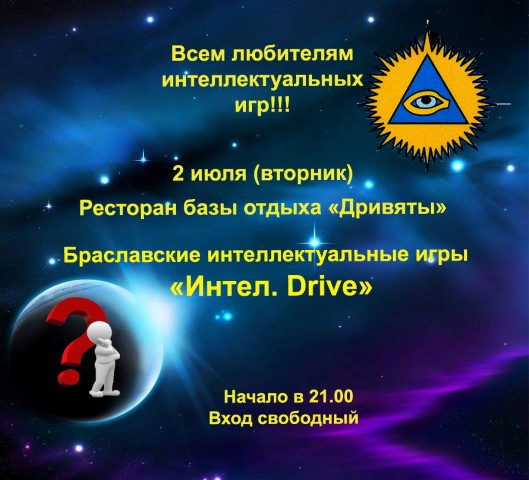 Всем любителям
интеллектуальных
игр!!!
2 июля (вторник)
Ресторан базы отдыха «Дривяты»
Браславские интеллектуальные игры
«Интел. Drive»
Начало в 21.00
Вход свободный